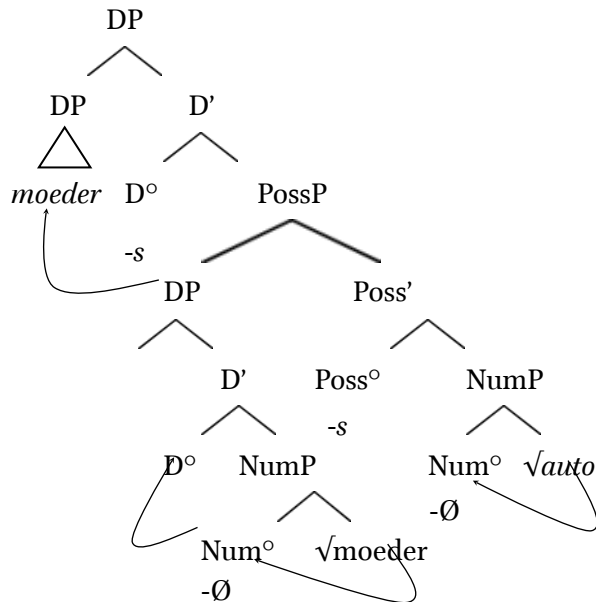 DP
DP D’
moeder D° PossP
-s
DP Poss’
D’ Poss° NumP
-s
D° NumP Num° √auto
-Ø
Num° √moeder
-Ø